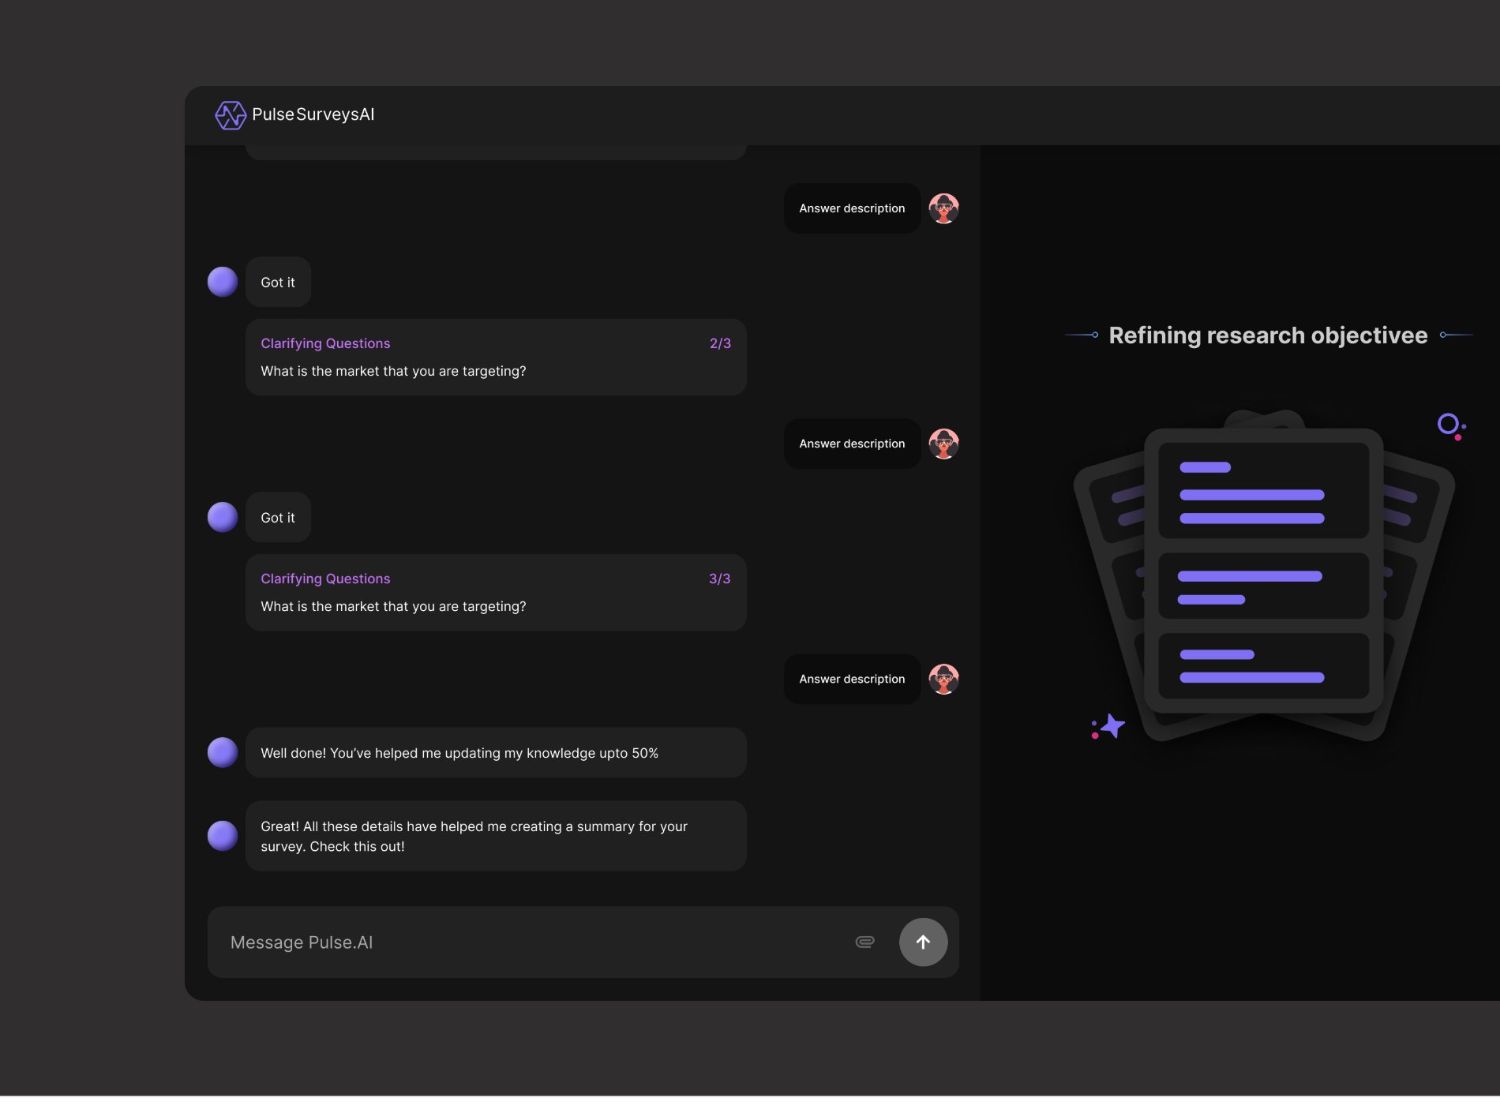 PulseSurveysAI
Answer description
Got it
Clarifying Questions 2/3
What is the market that you are targeting?
Answer description
Got it
Clarifying Questions 3/3
What is the market that you are targeting?
Answer description
Well done! You’ve helped me updating my knowledge upto 50%
Great! All these details have helped me creating a summary for your
survey. Check this out!
Message Pulse.AI
Refining research objectivee